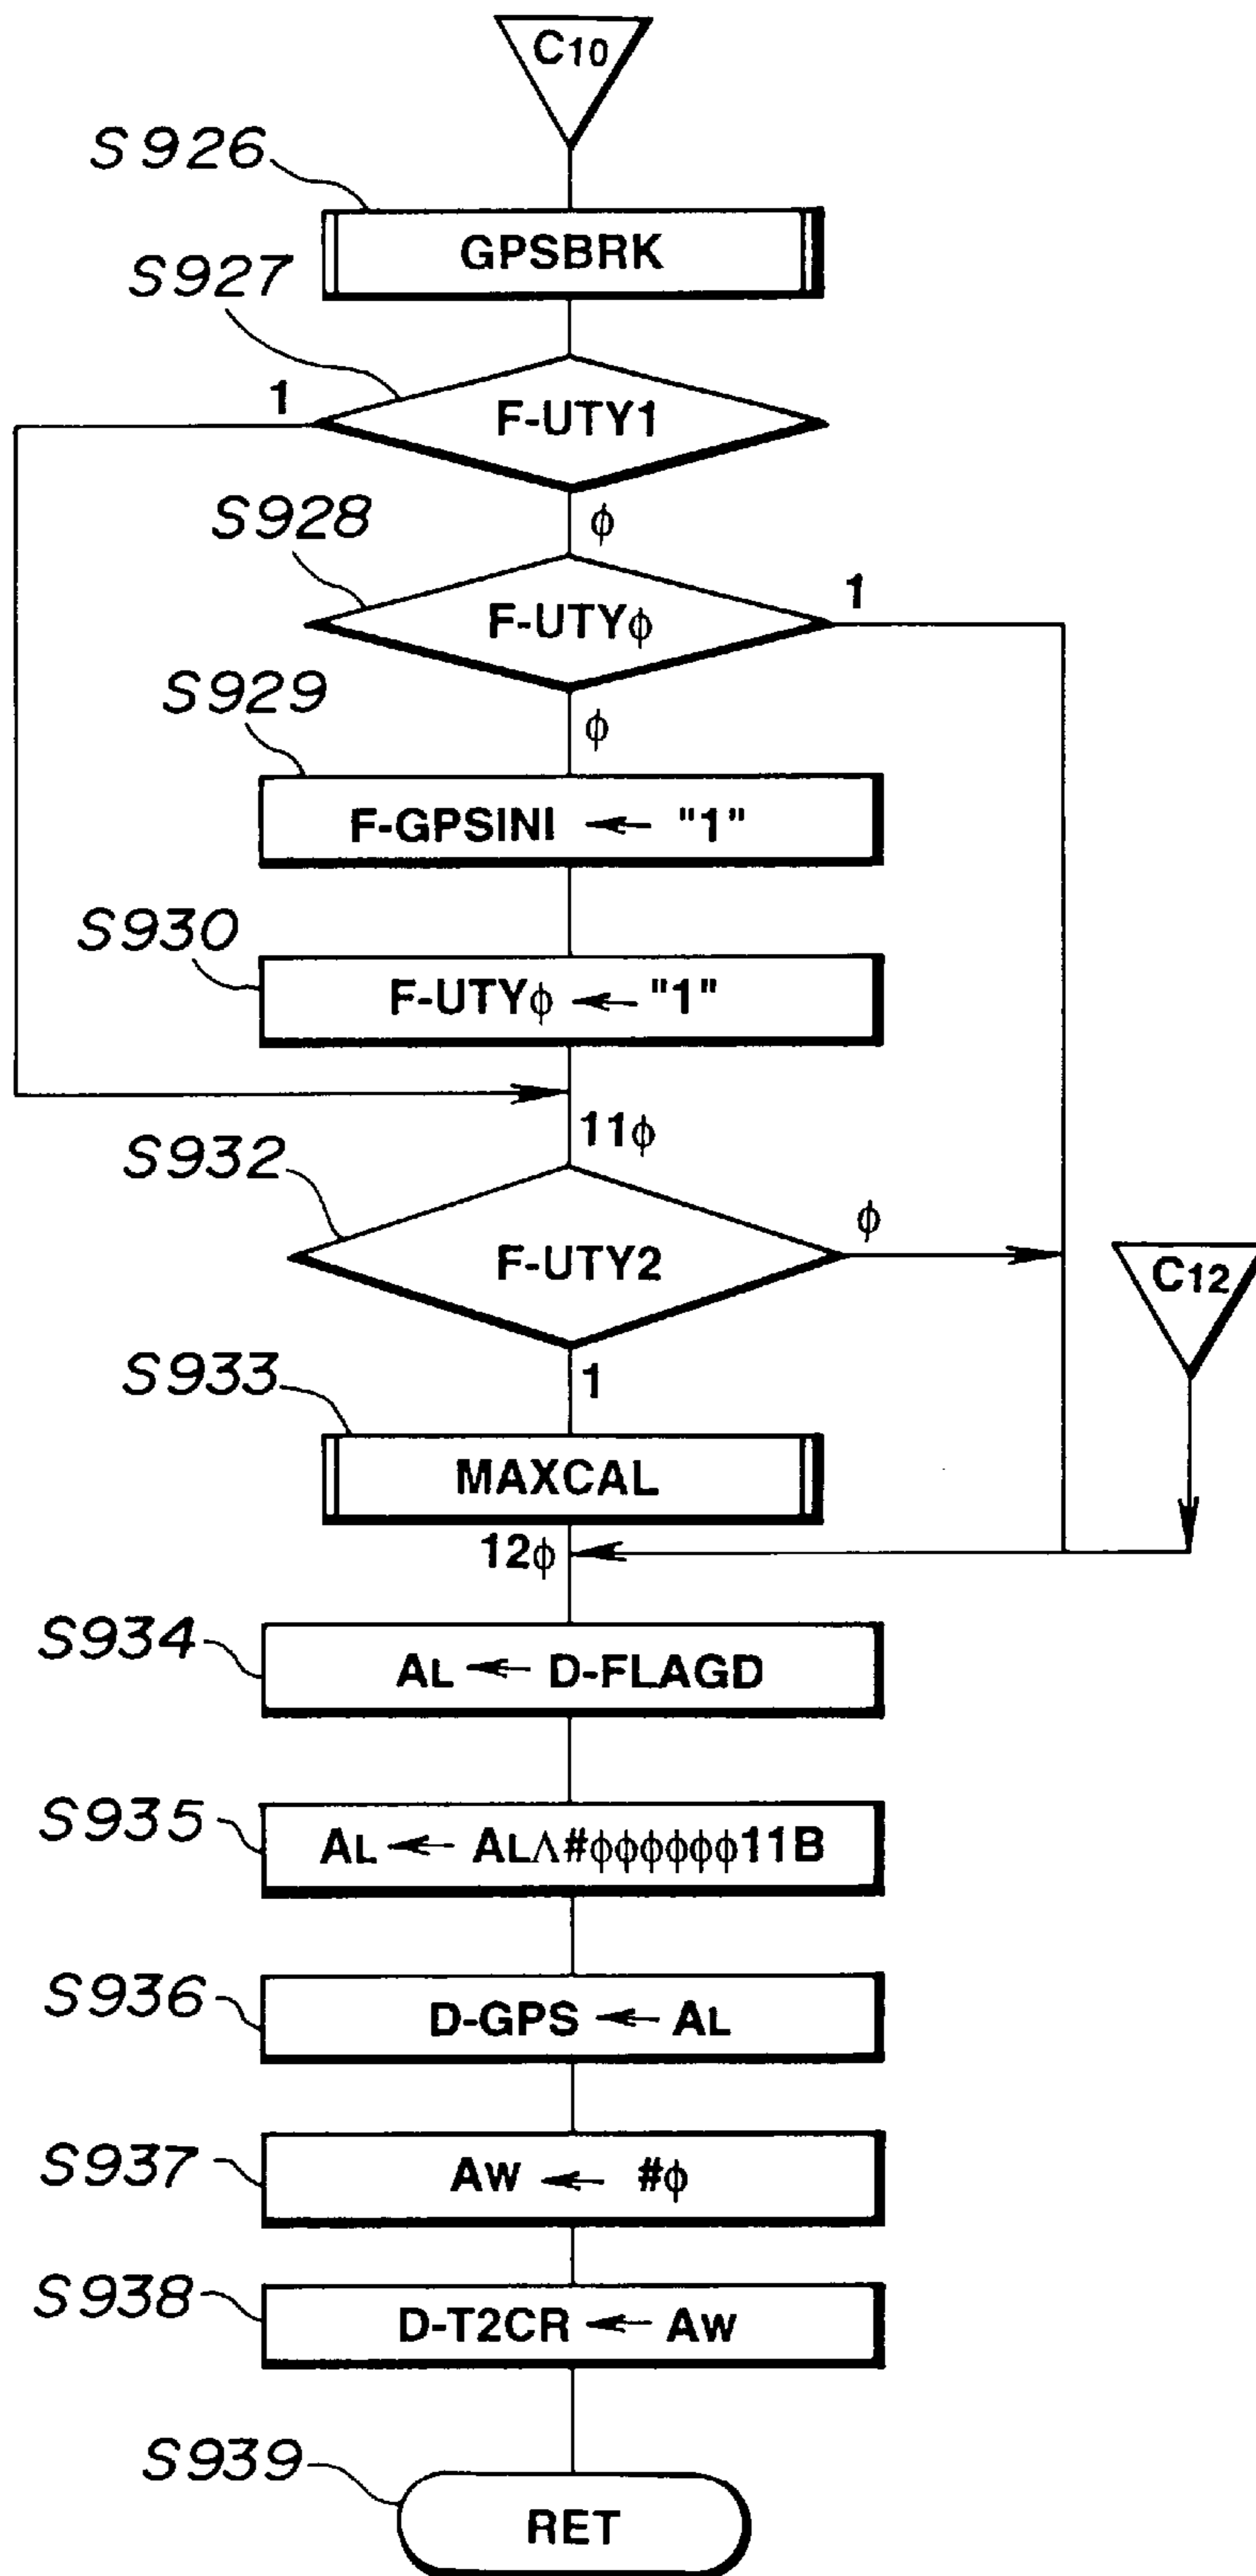 C10
S926
GPSBRK
S927
1
F-UTY1
S928
φ
1
F-UTYφ
S929
φ
F-GPSINI ← "1"
S930
F-UTYφ ← "1"
11φ
S932
φ
F-UTY2
C12
S933
1
MAXCAL
12φ
S934
AL ← D-FLAGD
S935
AL ← ALΛ#φφφφφφ11B
S936
D-GPS ← AL
S937
AW ← #φ
S938
D-T2CR ← AW
S939
RET